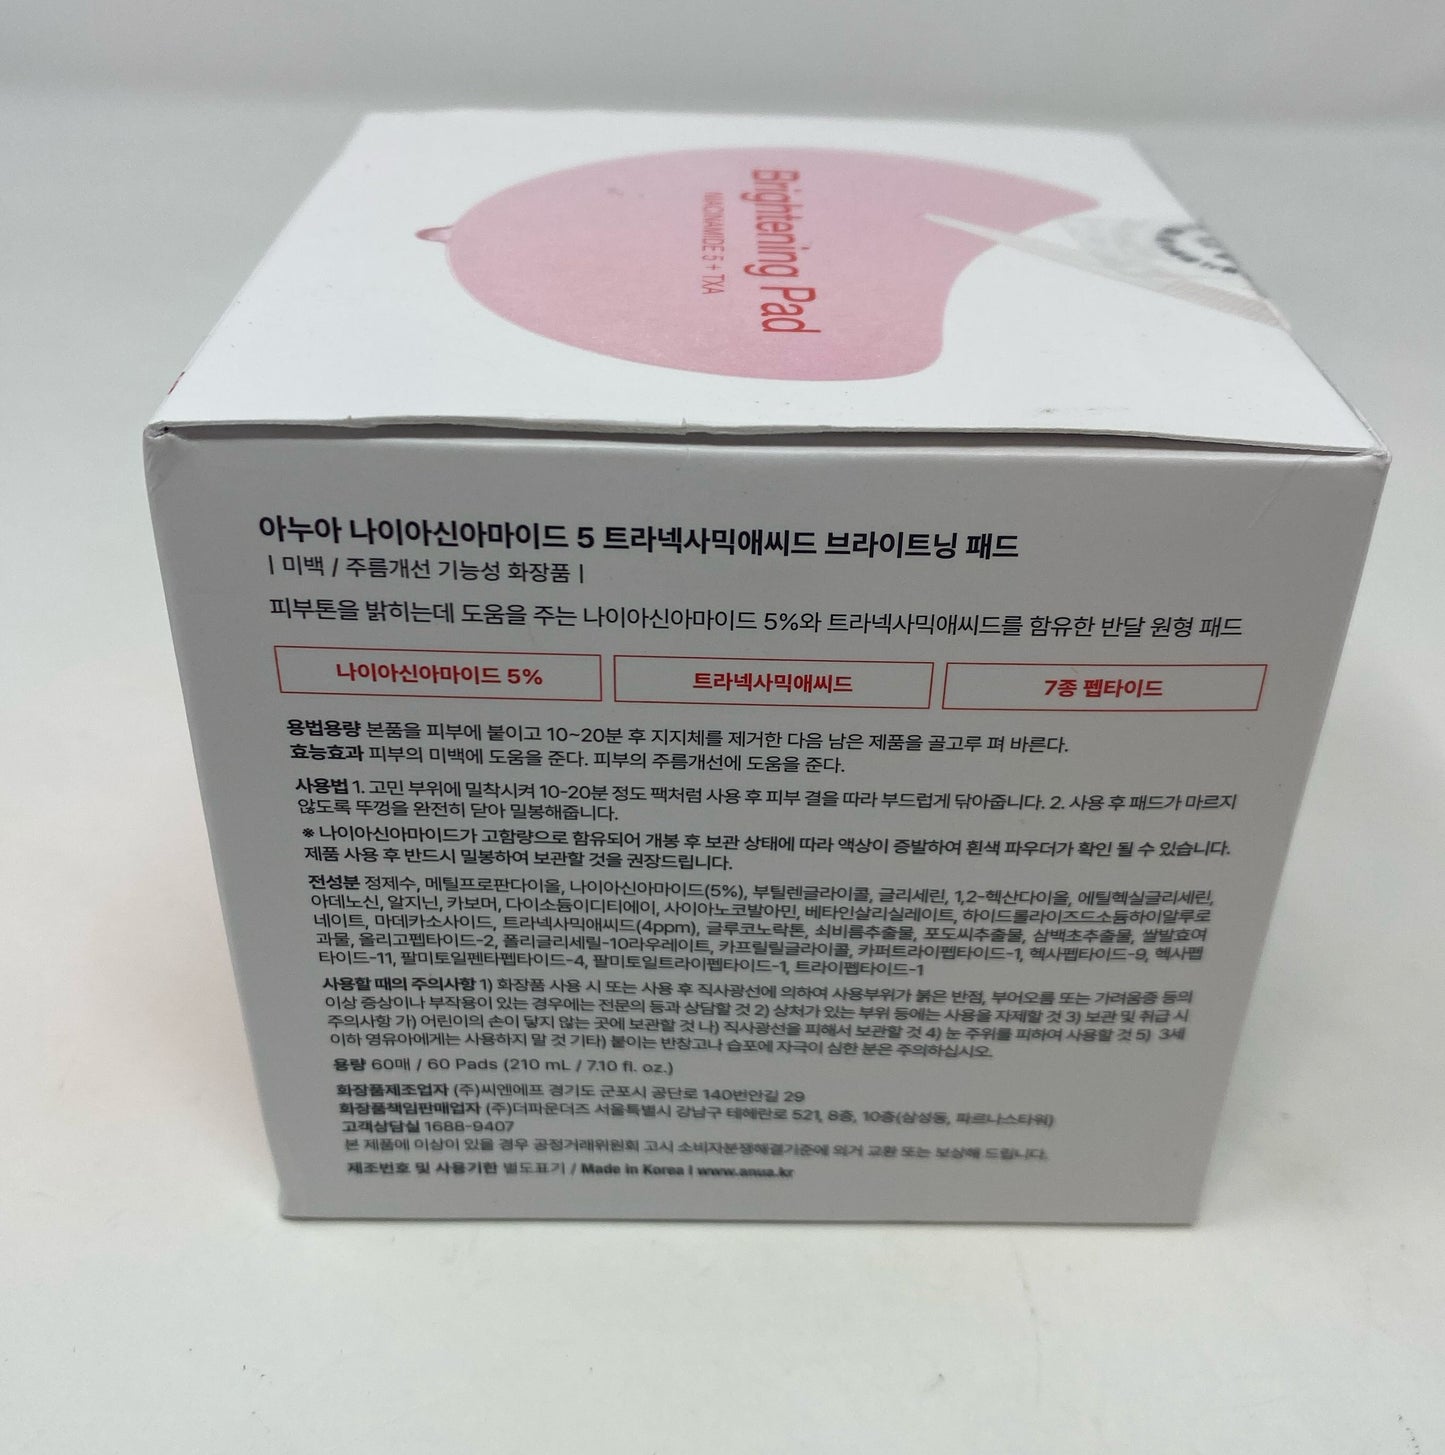 Brightening Pad
NIACINAMIDE 5 + TXA
아누아 나이아신아마이드 5 트라넥사믹애씨드 브라이트닝 패드
| 미백 / 주름개선 기능성 화장품 |
피부톤을 밝히는데 도움을 주는 나이아신아마이드 5%와 트라넥사믹애씨드를 함유한 반달 원형 패드
나이아신아마이드 5%
트라넥사믹애씨드
7종 펩타이드
용법용량 본품을 피부에 붙이고 10~20분 후 지지체를 제거한 다음 남은 제품을 골고루 펴 바른다.
효능효과 피부의 미백에 도움을 준다. 피부의 주름개선에 도움을 준다.
사용법 1. 고민 부위에 밀착시켜 10-20분 정도 팩처럼 사용 후 피부 결을 따라 부드럽게 닦아줍니다. 2. 사용 후 패드가 마르지
않도록 뚜껑을 완전히 닫아 밀봉해줍니다.
※ 나이아신아마이드가 고함량으로 함유되어 개봉 후 보관 상태에 따라 액상이 증발하여 흰색 파우더가 확인 될 수 있습니다.
제품 사용 후 반드시 밀봉하여 보관할 것을 권장드립니다.
전성분 정제수, 메틸프로판다이올, 나이아신아마이드(5%), 부틸렌글라이콜, 글리세린, 1,2-헥산다이올, 에틸헥실글리세린,
아데노신, 알지닌, 카보머, 다이소듐이디티에이, 사이아노코발아민, 베타인살리실레이트, 하이드롤라이즈드소듐하이알루로
네이트, 마데카소사이드, 트라넥사믹애씨드(4ppm), 글루코노락톤, 쇠비름추출물, 포도씨추출물, 삼백초추출물, 쌀발효여
과물, 올리고펩타이드-2, 폴리글리세릴-10라우레이트, 카프릴릴글라이콜, 카퍼트라이펩타이드-1, 헥사펩타이드-9, 헥사펩
타이드-11, 팔미토일펜타펩타이드-4, 팔미토일트라이펩타이드-1, 트라이펩타이드-1
사용할 때의 주의사항 1) 화장품 사용 시 또는 사용 후 직사광선에 의하여 사용부위가 붉은 반점, 부어오름 또는 가려움증 등의
이상 증상이나 부작용이 있는 경우에는 전문의 등과 상담할 것 2) 상처가 있는 부위 등에는 사용을 자제할 것 3) 보관 및 취급 시
주의사항 가) 어린이의 손이 닿지 않는 곳에 보관할 것 나) 직사광선을 피해서 보관할 것 4) 눈 주위를 피하여 사용할 것 5) 3세
이하 영유아에게는 사용하지 말 것 기타) 붙이는 반창고나 습포에 자극이 심한 분은 주의하십시오.
용량 60매 / 60 Pads (210 mL / 7.10 fl. oz.)
화장품제조업자 (주)씨엔에프 경기도 군포시 공단로 140번안길 29
화장품책임판매업자 (주)더파운더즈 서울특별시 강남구 테헤란로 521, 8층, 10층(삼성동, 파르나스타워)
고객상담실 1688-9407
본 제품에 이상이 있을 경우 공정거래위원회 고시 소비자분쟁해결기준에 의거 교환 또는 보상해 드립니다.
제조번호 및 사용기한 별도표기 / Made in Korea I www.anua.kr